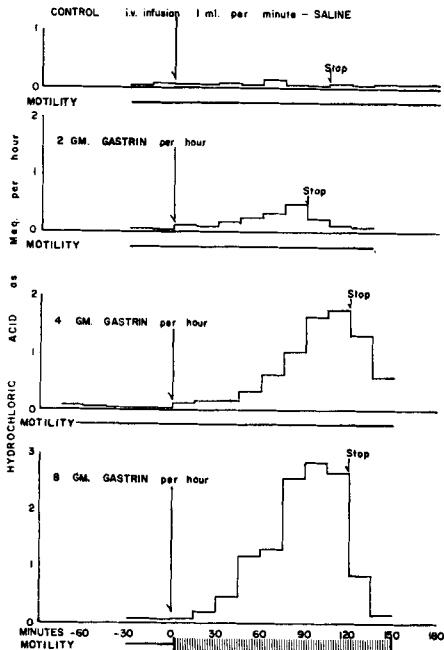 CONTROL i.v. infusion 1 ml. per minute – SALINE
Stop
1
0
MOTILITY
2
2 GM. GASTRIN per hour
Stop
1
0
MOTILITY
HYDROCHLORIC ACID as Meq. per hour
2
4 GM. GASTRIN per hour
Stop
1
0
MOTILITY
3
8 GM. GASTRIN per hour
Stop
2
1
0
MINUTES -60 -30 0 30 60 90 120 150 180
MOTILITY